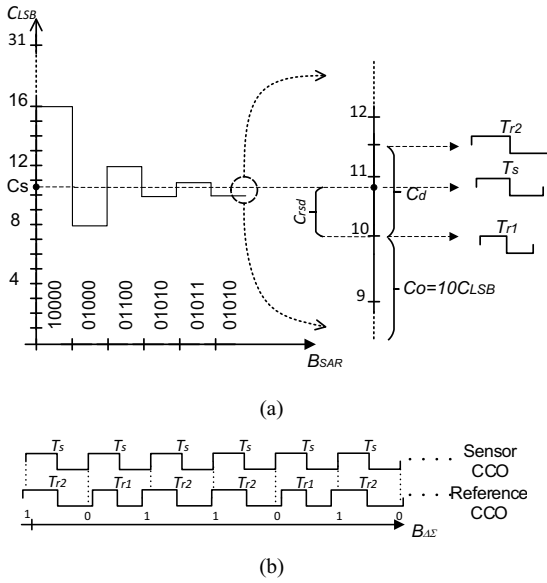 CLSB
31
16
12
Cs
8
4
10000
01000
01100
01010
01011
01010
BSAR
12
11
10
9
Crsd
Cd
Co=10CLSB
Tr2
Ts
Tr1
(a)
Ts Ts Ts Ts Ts Ts
Sensor
CCO
Tr2 Tr1 Tr2 Tr2 Tr1 Tr2
Reference
CCO
1 0 1 1 0 1 0
BΔΣ
(b)